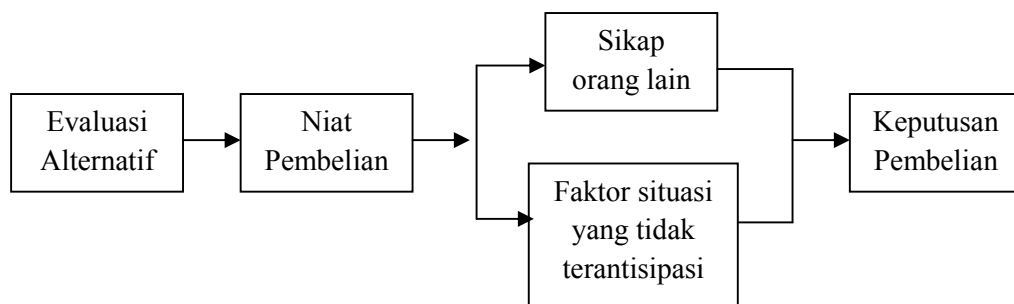 Evaluasi
Alternatif
Niat
Pembelian
Sikap
orang lain
Faktor situasi
yang tidak
terantisipasi
Keputusan
Pembelian